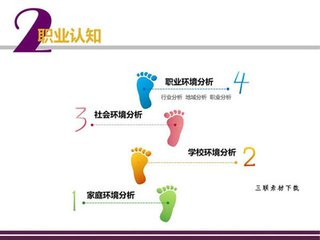 2 职业认知
职业环境分析 4
行业分析 地域分析 职业分析
3 社会环境分析
学校环境分析 2
三联素材下载
1 家庭环境分析